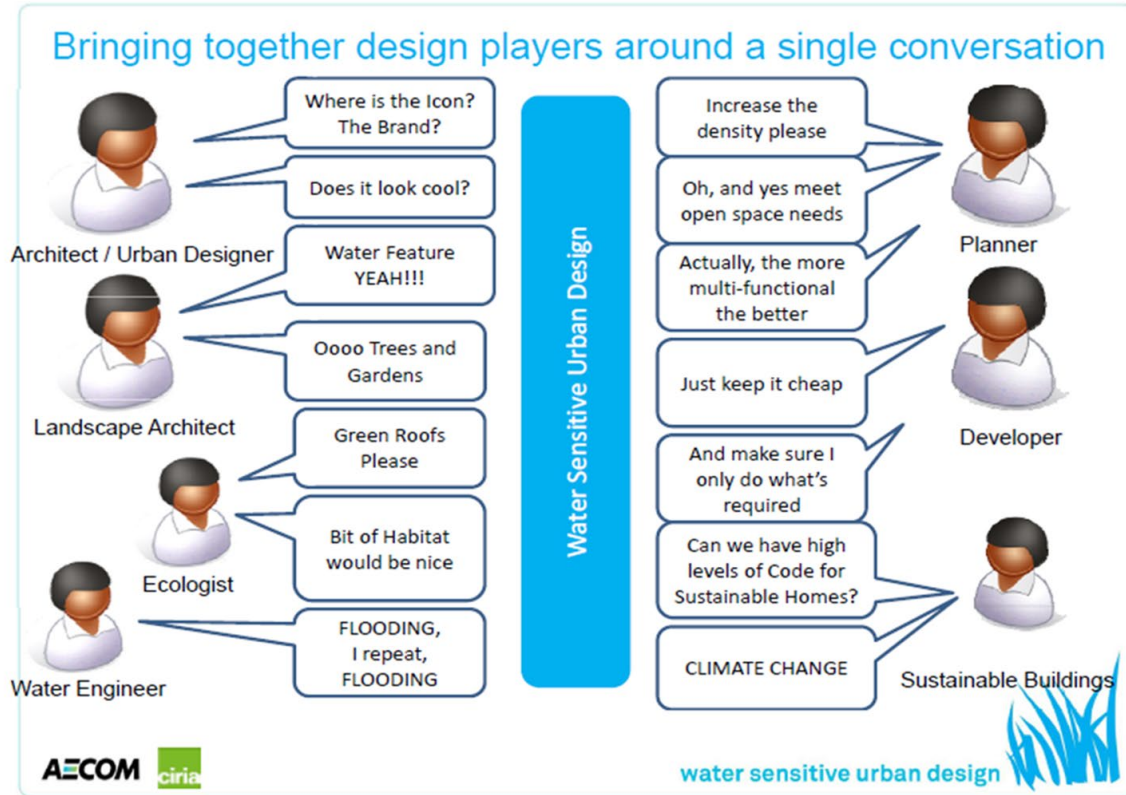 Bringing together design players around a single conversation
Where is the Icon?
The Brand?
Does it look cool?
Architect / Urban Designer
Water Feature
YEAH!!!
Oooo Trees and
Gardens
Landscape Architect
Green Roofs
Please
Bit of Habitat
would be nice
Ecologist
FLOODING,
I repeat,
FLOODING
Water Engineer
Water Sensitive Urban Design
Increase the
density please
Oh, and yes meet
open space needs
Actually, the more
multi-functional
the better
Planner
Just keep it cheap
And make sure I
only do what's
required
Developer
Can we have high
levels of Code for
Sustainable Homes?
CLIMATE CHANGE
Sustainable Buildings
AECOM
ciria
water sensitive urban design